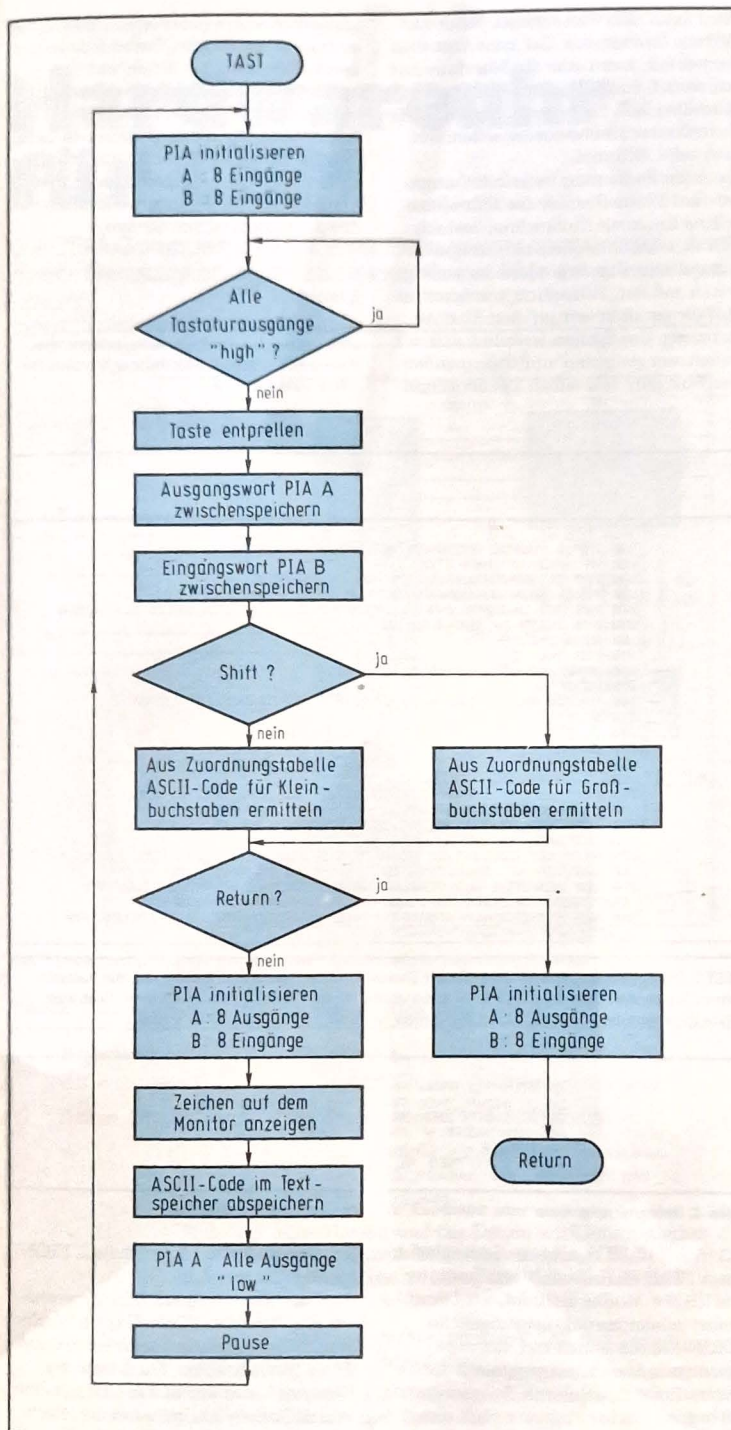 TAST
PIA initialisieren
A : 8 Eingänge
B : 8 Eingänge
Alle
Tastaturausgänge
"high" ?
ja
nein
Taste entprellen
Ausgangswort PIA A
zwischenspeichern
Eingangswort PIA B
zwischenspeichern
Shift ?
ja
nein
Aus Zuordnungstabelle
ASCII-Code für Klein-
buchstaben ermitteln
Aus Zuordnungstabelle
ASCII-Code für Groß-
buchstaben ermitteln
Return ?
ja
nein
PIA initialisieren
A : 8 Ausgänge
B : 8 Eingänge
PIA initialisieren
A : 8 Ausgänge
B : 8 Eingänge
Zeichen auf dem
Monitor anzeigen
Return
ASCII-Code im Text-
speicher abspeichern
PIA A Alle Ausgänge
"low"
Pause